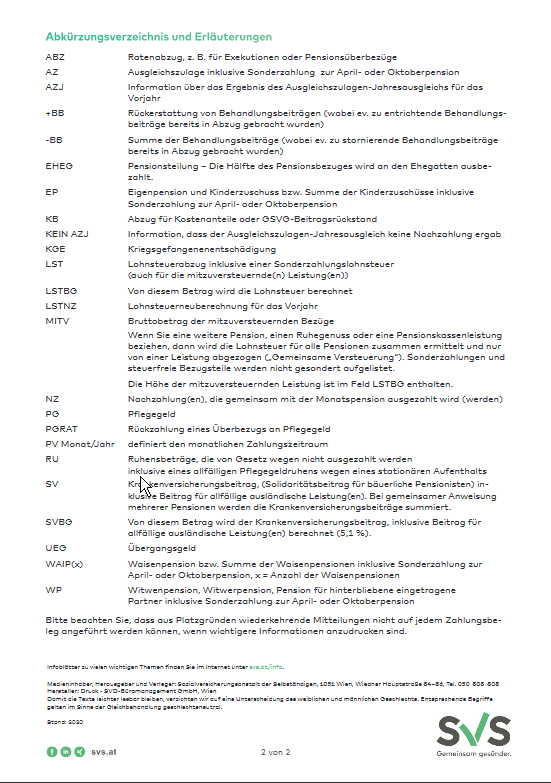 Abkürzungsverzeichnis und Erläuterungen
ABZ Ratenabzug, z. B. für Exekutionen oder Pensionsüberbezüge
AZ Ausgleichszulage inklusive Sonderzahlung zur April- oder Oktoberpension
AZJ Information über das Ergebnis des Ausgleichszulagen-Jahresausgleichs für das
Vorjahr
+BB Rückerstattung von Behandlungsbeiträgen (wobei ev. zu entrichtende Behandlungs-
beiträge bereits in Abzug gebracht wurden)
-BB Summe der Behandlungsbeiträge (wobei ev. zu stornierende Behandlungsbeiträge
bereits in Abzug gebracht wurden)
EHEG Pensionsteilung – Die Hälfte des Pensionsbezuges wird an den Ehegatten ausbe-
zahlt.
EP Eigenpension und Kinderzuschuss bzw. Summe der Kinderzuschüsse inklusive
Sonderzahlung zur April- oder Oktoberpension
KB Abzug für Kostenanteile oder GSVG-Beitragsrückstand
KEIN AZJ Information, dass der Ausgleichszulagen-Jahresausgleich keine Nachzahlung ergab
KGE Kriegsgefangenenentschädigung
LST Lohnsteuerabzug inklusive einer Sonderzahlungslohnsteuer
(auch für die mitzuversteuernde(n) Leistung(en))
LSTBG Von diesem Betrag wird die Lohnsteuer berechnet
LSTNZ Lohnsteuerneuberechnung für das Vorjahr
MITV Bruttobetrag der mitzuversteuernden Bezüge
Wenn Sie eine weitere Pension, einen Ruhegenuss oder eine Pensionskassenleistung
beziehen, dann wird die Lohnsteuer für alle Pensionen zusammen ermittelt und nur
von einer Leistung abgezogen („Gemeinsame Versteuerung“). Sonderzahlungen und
steuerfreie Bezugsteile werden nicht gesondert aufgelistet.
Die Höhe der mitzuversteuernden Leistung ist im Feld LSTBG enthalten.
NZ Nachzahlung(en), die gemeinsam mit der Monatspension ausgezahlt wird (werden)
PG Pflegegeld
PGRAT Rückzahlung eines Überbezugs an Pflegegeld
PV Monat/Jahr definiert den monatlichen Zahlungszeitraum
RU Ruhensbeträge, die von Gesetz wegen nicht ausgezahlt werden
inklusive eines allfälligen Pflegegeldruhens wegen eines stationären Aufenthalts
SV Krankenversicherungsbeitrag, (Solidaritätsbeitrag für bäuerliche Pensionisten) in-
klusive Beitrag für allfällige ausländische Leistung(en). Bei gemeinsamer Anweisung
mehrerer Pensionen werden die Krankenversicherungsbeiträge summiert.
SVBG Von diesem Betrag wird der Krankenversicherungsbeitrag, inklusive Beitrag für
allfällige ausländische Leistung(en) berechnet (5,1 %).
UEG Übergangsgeld
WAIP(x) Waisenpension bzw. Summe der Waisenpensionen inklusive Sonderzahlung zur
April- oder Oktoberpension, x = Anzahl der Waisenpensionen
WP Witwenpension, Witwerpension, Pension für hinterbliebene eingetragene
Partner inklusive Sonderzahlung zur April- oder Oktoberpension
Bitte beachten Sie, dass aus Platzgründen wiederkehrende Mitteilungen nicht auf jedem Zahlungsbe-
leg angeführt werden können, wenn wichtigere Informationen anzudrucken sind.
Infoblätter zu vielen wichtigen Themen finden Sie im Internet unter svs.at/info.
Medieninhaber, Herausgeber und Verleger: Sozialversicherungsanstalt der Selbständigen, 1051 Wien, Wiedner Hauptstraße 84-86, Tel. 050 808 808
Hersteller: Druck - SVD-Büromanagement GmbH, Wien
Damit die Texte leichter lesbar bleiben, verzichten wir auf eine Unterscheidung des weiblichen und männlichen Geschlechts. Entsprechende Begriffe
gelten im Sinne der Gleichbehandlung geschlechtsneutral.
Stand: 2020
SVS
Gemeinsam gesünder.
f in X svs.at 2 von 2